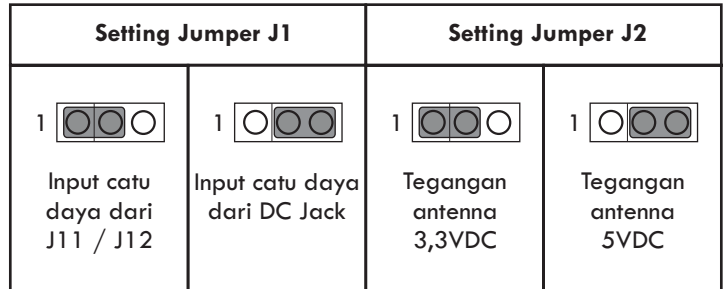 Setting Jumper J1
Setting Jumper J2
1
Input catu
daya dari
J11 / J12
1
Input catu daya
dari DC Jack
1
Tegangan
antenna
3,3VDC
1
Tegangan
antenna
5VDC